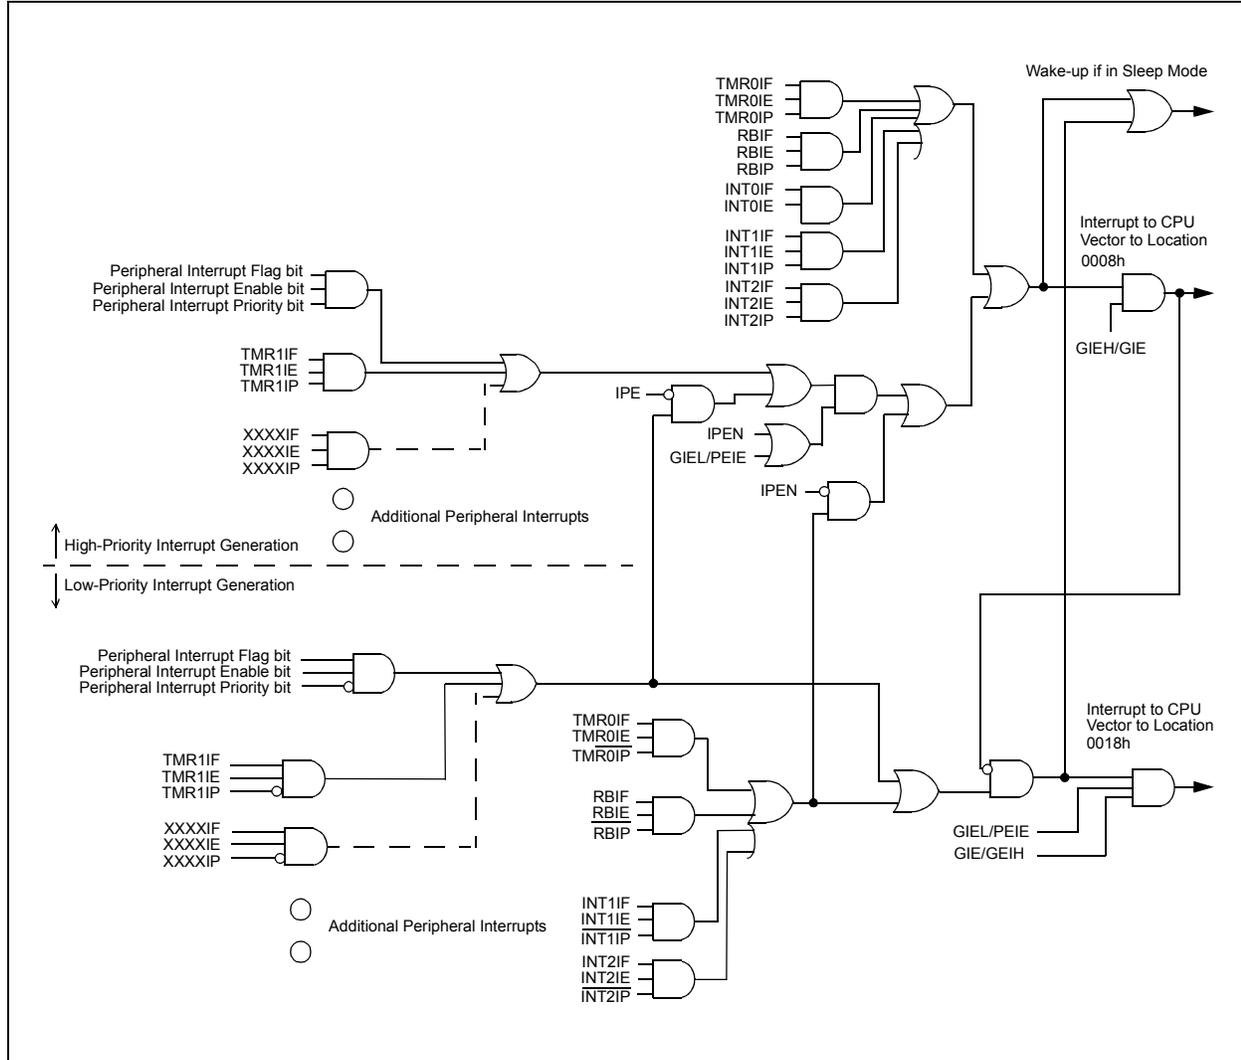 Wake-up if in Sleep Mode
TMR0IF
TMR0IE
TMR0IP
RBIF
RBIE
RBIP
INT0IF
INT0IE
INT1IF
INT1IE
INT1IP
INT2IF
INT2IE
INT2IP
Interrupt to CPU
Vector to Location
0008h
GIEH/GIE
Peripheral Interrupt Flag bit
Peripheral Interrupt Enable bit
Peripheral Interrupt Priority bit
TMR1IF
TMR1IE
TMR1IP
XXXXIF
XXXXIE
XXXXIP
IPE
IPEN
GIEL/PEIE
IPEN
Additional Peripheral Interrupts
High-Priority Interrupt Generation
Low-Priority Interrupt Generation
Peripheral Interrupt Flag bit
Peripheral Interrupt Enable bit
Peripheral Interrupt Priority bit
TMR1IF
TMR1IE
TMR1IP
XXXXIF
XXXXIE
XXXXIP
Additional Peripheral Interrupts
TMR0IF
TMR0IE
TMR0IP
RBIF
RBIE
RBIP
INT1IF
INT1IE
INT1IP
INT2IF
INT2IE
INT2IP
Interrupt to CPU
Vector to Location
0018h
GIEL/PEIE
GIE/GEIH